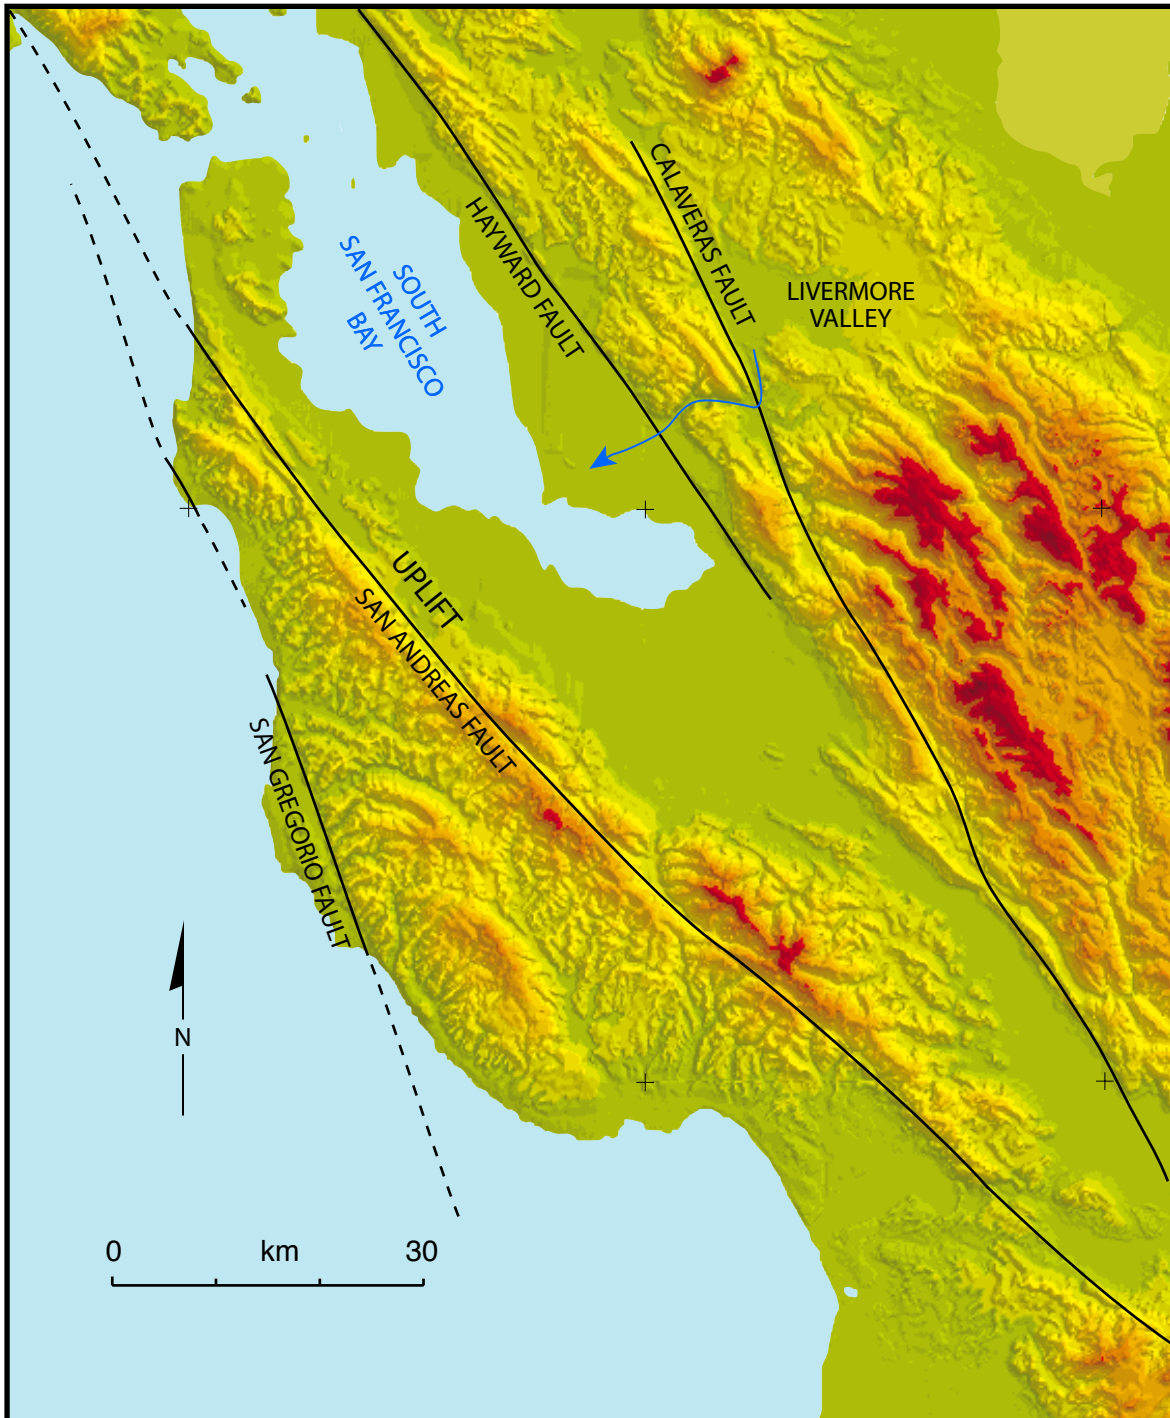 CALAVERAS FAULT
HAYWARD FAULT
SOUTH
SAN FRANCISCO
BAY
LIVERMORE
VALLEY
UPLIFT
SAN ANDREAS FAULT
SAN GREGORIO FAULT
N
0 km 30